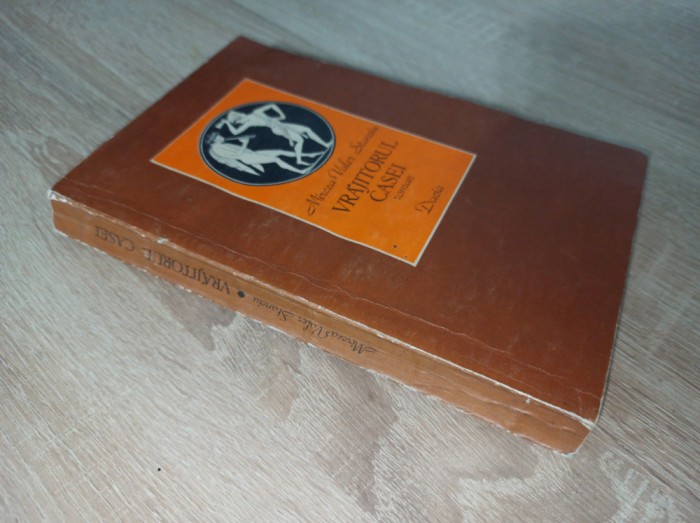 Mircea Valer Stanciu
VRĂJITORUL
CASEI
roman
Dacia
VRĂJITORUL CASEI • Mircea Valer Stanciu